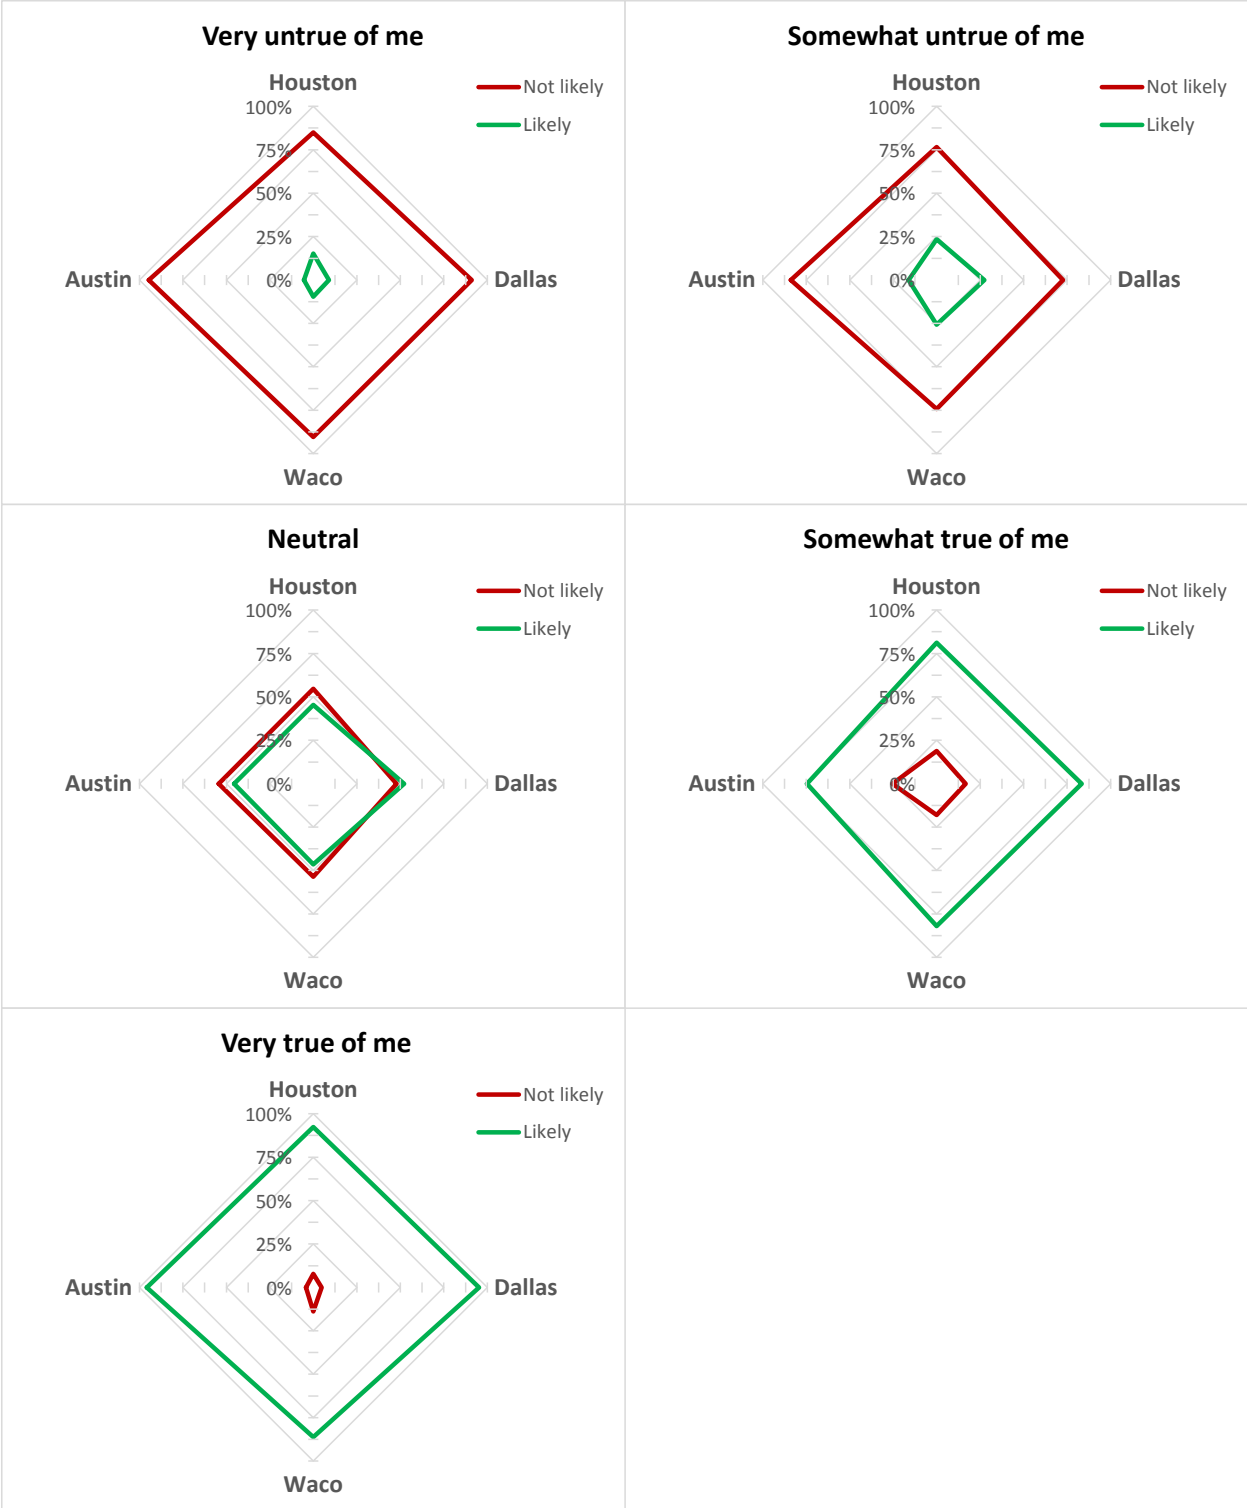 Very untrue of me
Houston
Not likely
Likely
100%
75%
50%
25%
0%
Austin
Dallas
Waco
Somewhat untrue of me
Houston
Not likely
Likely
100%
75%
50%
25%
0%
Dallas
Waco
Neutral
Houston
Not likely
Likely
100%
75%
50%
25%
0%
Austin
Dallas
Waco
Somewhat true of me
Houston
Not likely
Likely
100%
75%
50%
25%
0%
Austin
Dallas
Waco
Very true of me
Houston
Not likely
Likely
100%
75%
50%
25%
0%
Austin
Dallas
Waco